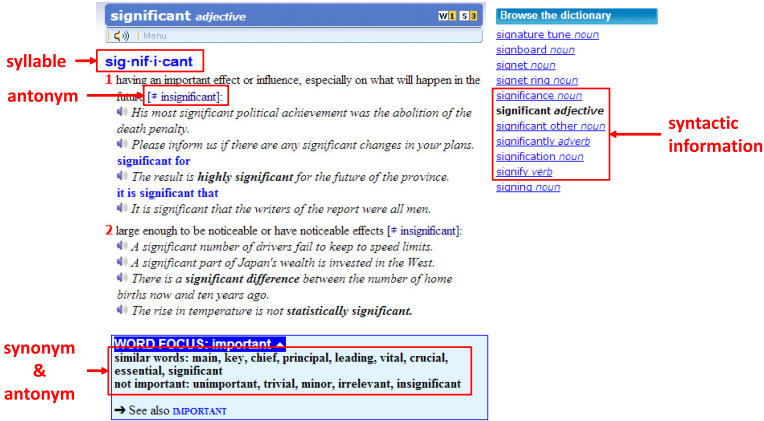 significant adjective W 1 S 3
Menu
syllable
sig·nif·i·cant
1 having an important effect or influence, especially on what will happen in the
antonym
future [≠ insignificant]:
His most significant political achievement was the abolition of the
death penalty.
Please inform us if there are any significant changes in your plans.
significant for
The result is highly significant for the future of the province.
it is significant that
It is significant that the writers of the report were all men.
2 large enough to be noticeable or have noticeable effects [≠ insignificant]:
A significant number of drivers fail to keep to speed limits.
A significant part of Japan's wealth is invested in the West.
There is a significant difference between the number of home
births now and ten years ago.
The rise in temperature is not statistically significant.
synonym
&
antonym
WORD FOCUS: important
similar words: main, key, chief, principal, leading, vital, crucial,
essential, significant
not important: unimportant, trivial, minor, irrelevant, insignificant
→ See also IMPORTANT
Browse the dictionary
signature tune noun
signboard noun
signet noun
signet ring noun
significance noun
significant adjective
significant other noun
significantly adverb
signification noun
signify verb
signing noun
syntactic
information